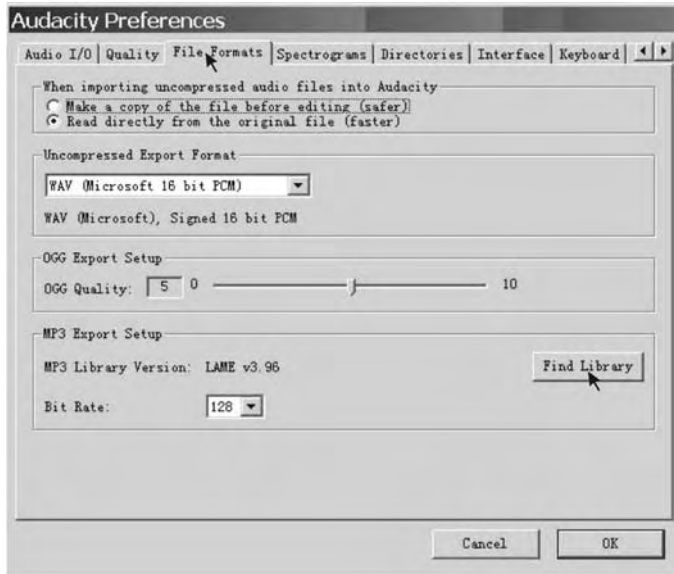 Audacity Preferences
Audio I/O Quality File Formats Spectrograms Directories Interface Keyboard
When importing uncompressed audio files into Audacity
Make a copy of the file before editing (safer)
Read directly from the original file (faster)
Uncompressed Export Format
WAV (Microsoft 16 bit PCM)
WAV (Microsoft), Signed 16 bit PCM
OGG Export Setup
OGG Quality: 5 0 10
MP3 Export Setup
MP3 Library Version: LAME v3.96 Find Library
Bit Rate: 128
Cancel OK